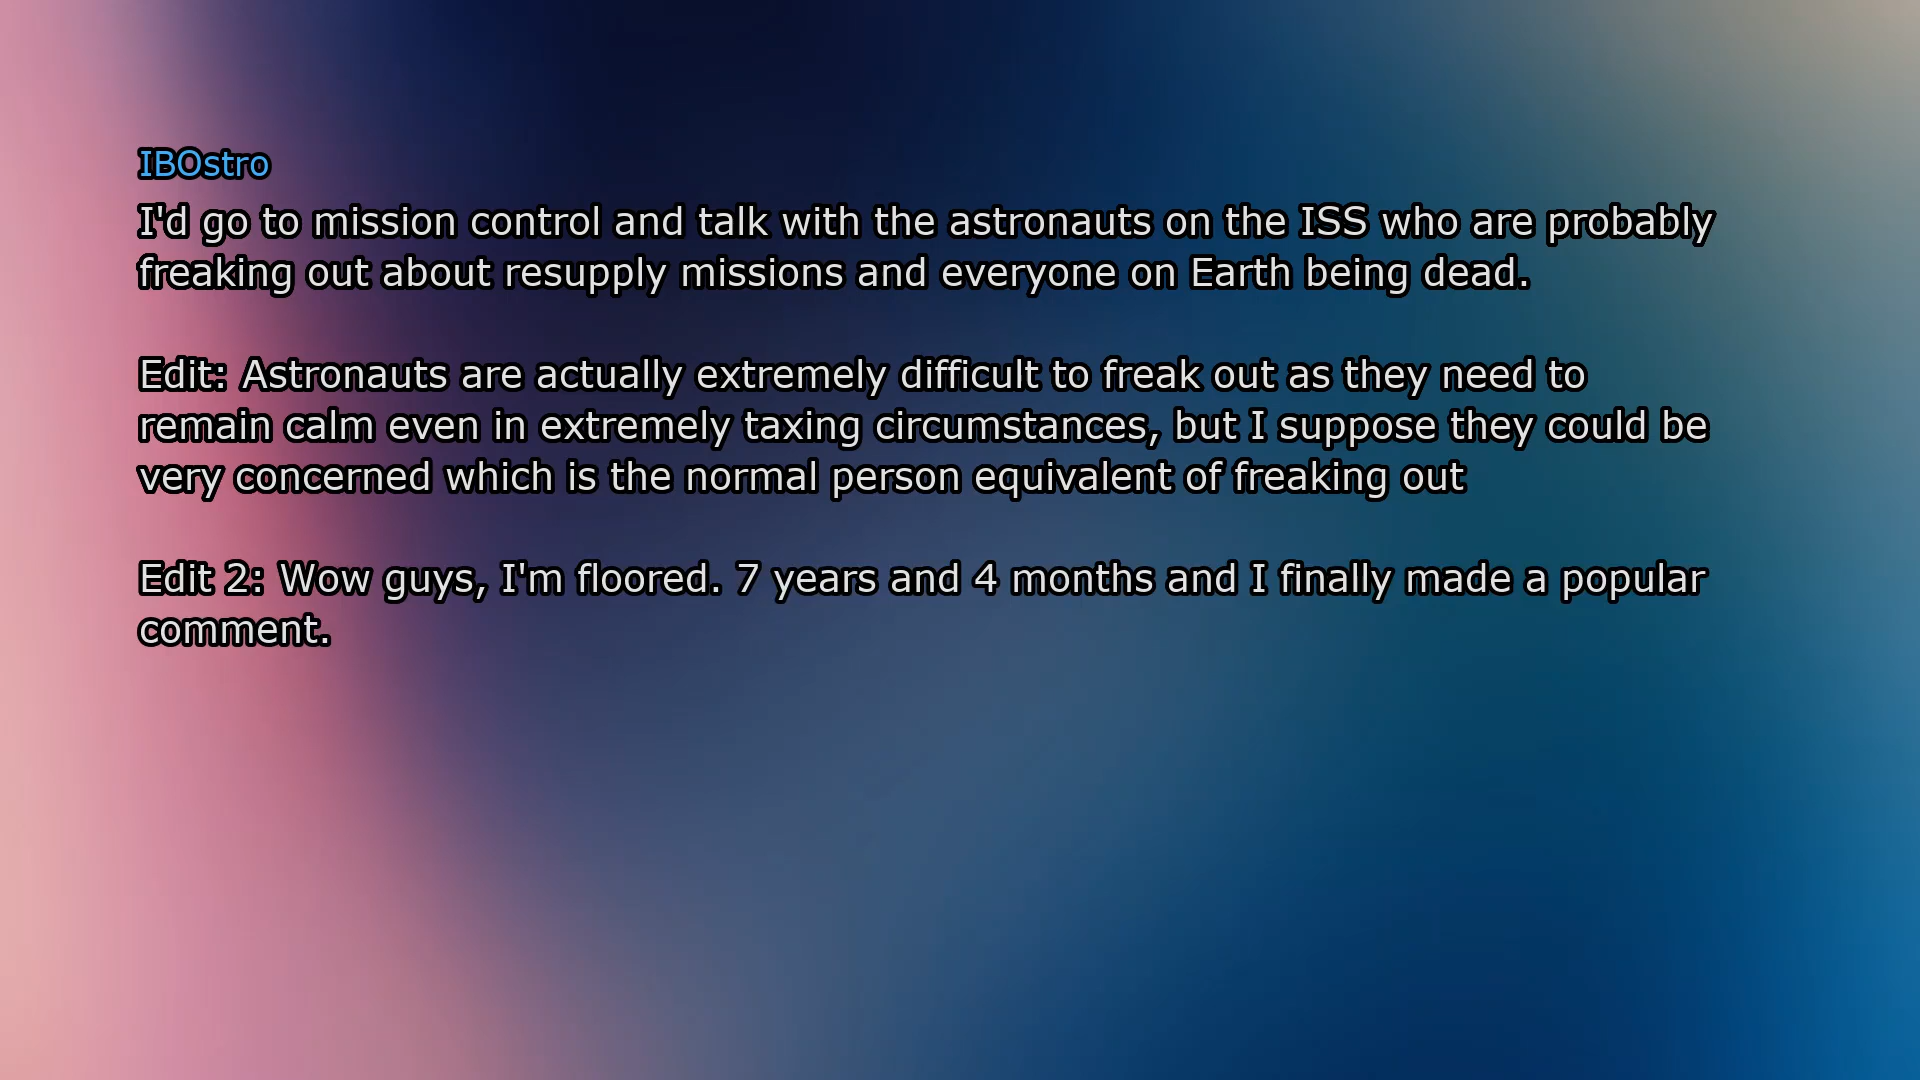 IBOstro
I'd go to mission control and talk with the astronauts on the ISS who are probably
freaking out about resupply missions and everyone on Earth being dead.
Edit: Astronauts are actually extremely difficult to freak out as they need to
remain calm even in extremely taxing circumstances, but I suppose they could be
very concerned which is the normal person equivalent of freaking out
Edit 2: Wow guys, I'm floored. 7 years and 4 months and I finally made a popular
comment.